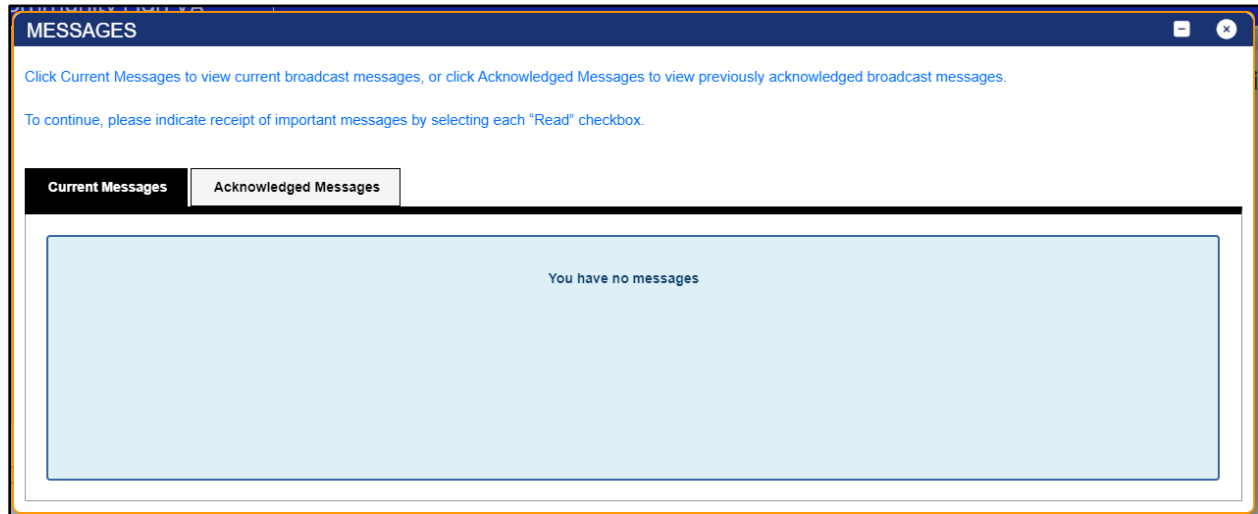 MESSAGES
Click Current Messages to view current broadcast messages, or click Acknowledged Messages to view previously acknowledged broadcast messages.
To continue, please indicate receipt of important messages by selecting each “Read” checkbox.
Current Messages Acknowledged Messages
You have no messages